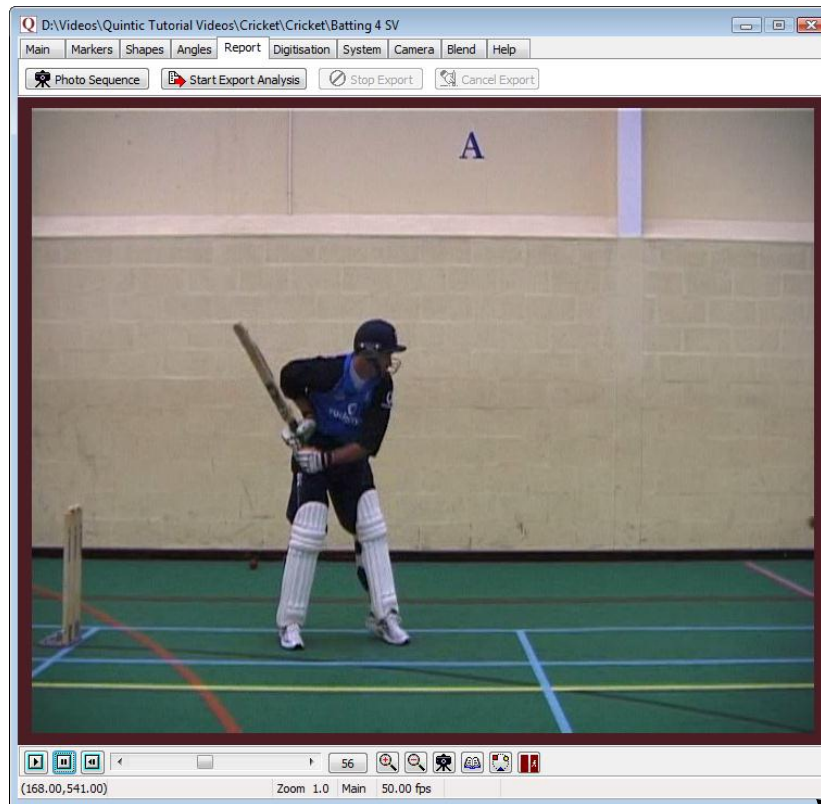 Q D:\Videos\Quintic Tutorial Videos\Cricket\Cricket\Batting 4 SV
Main Markers Shapes Angles Report Digitisation System Camera Blend Help
Photo Sequence Start Export Analysis Stop Export Cancel Export
A
56
(168.00,541.00) Zoom 1.0 Main 50.00 fps